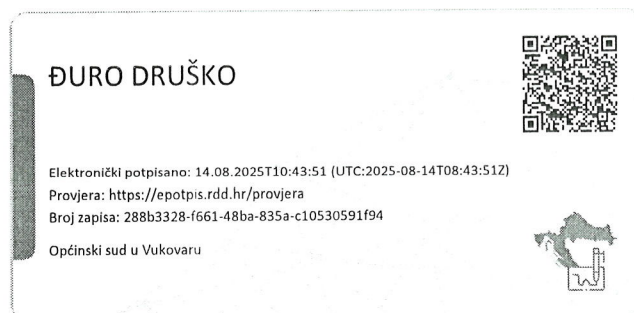 ĐURO DRUŠKO
Elektronički potpisano: 14.08.2025T10:43:51 (UTC:2025-08-14T08:43:51Z)
Provjera: https://epotpis.rdd.hr/provjera
Broj zapisa: 288b3328-f661-48ba-835a-c10530591f94
Općinski sud u Vukovaru